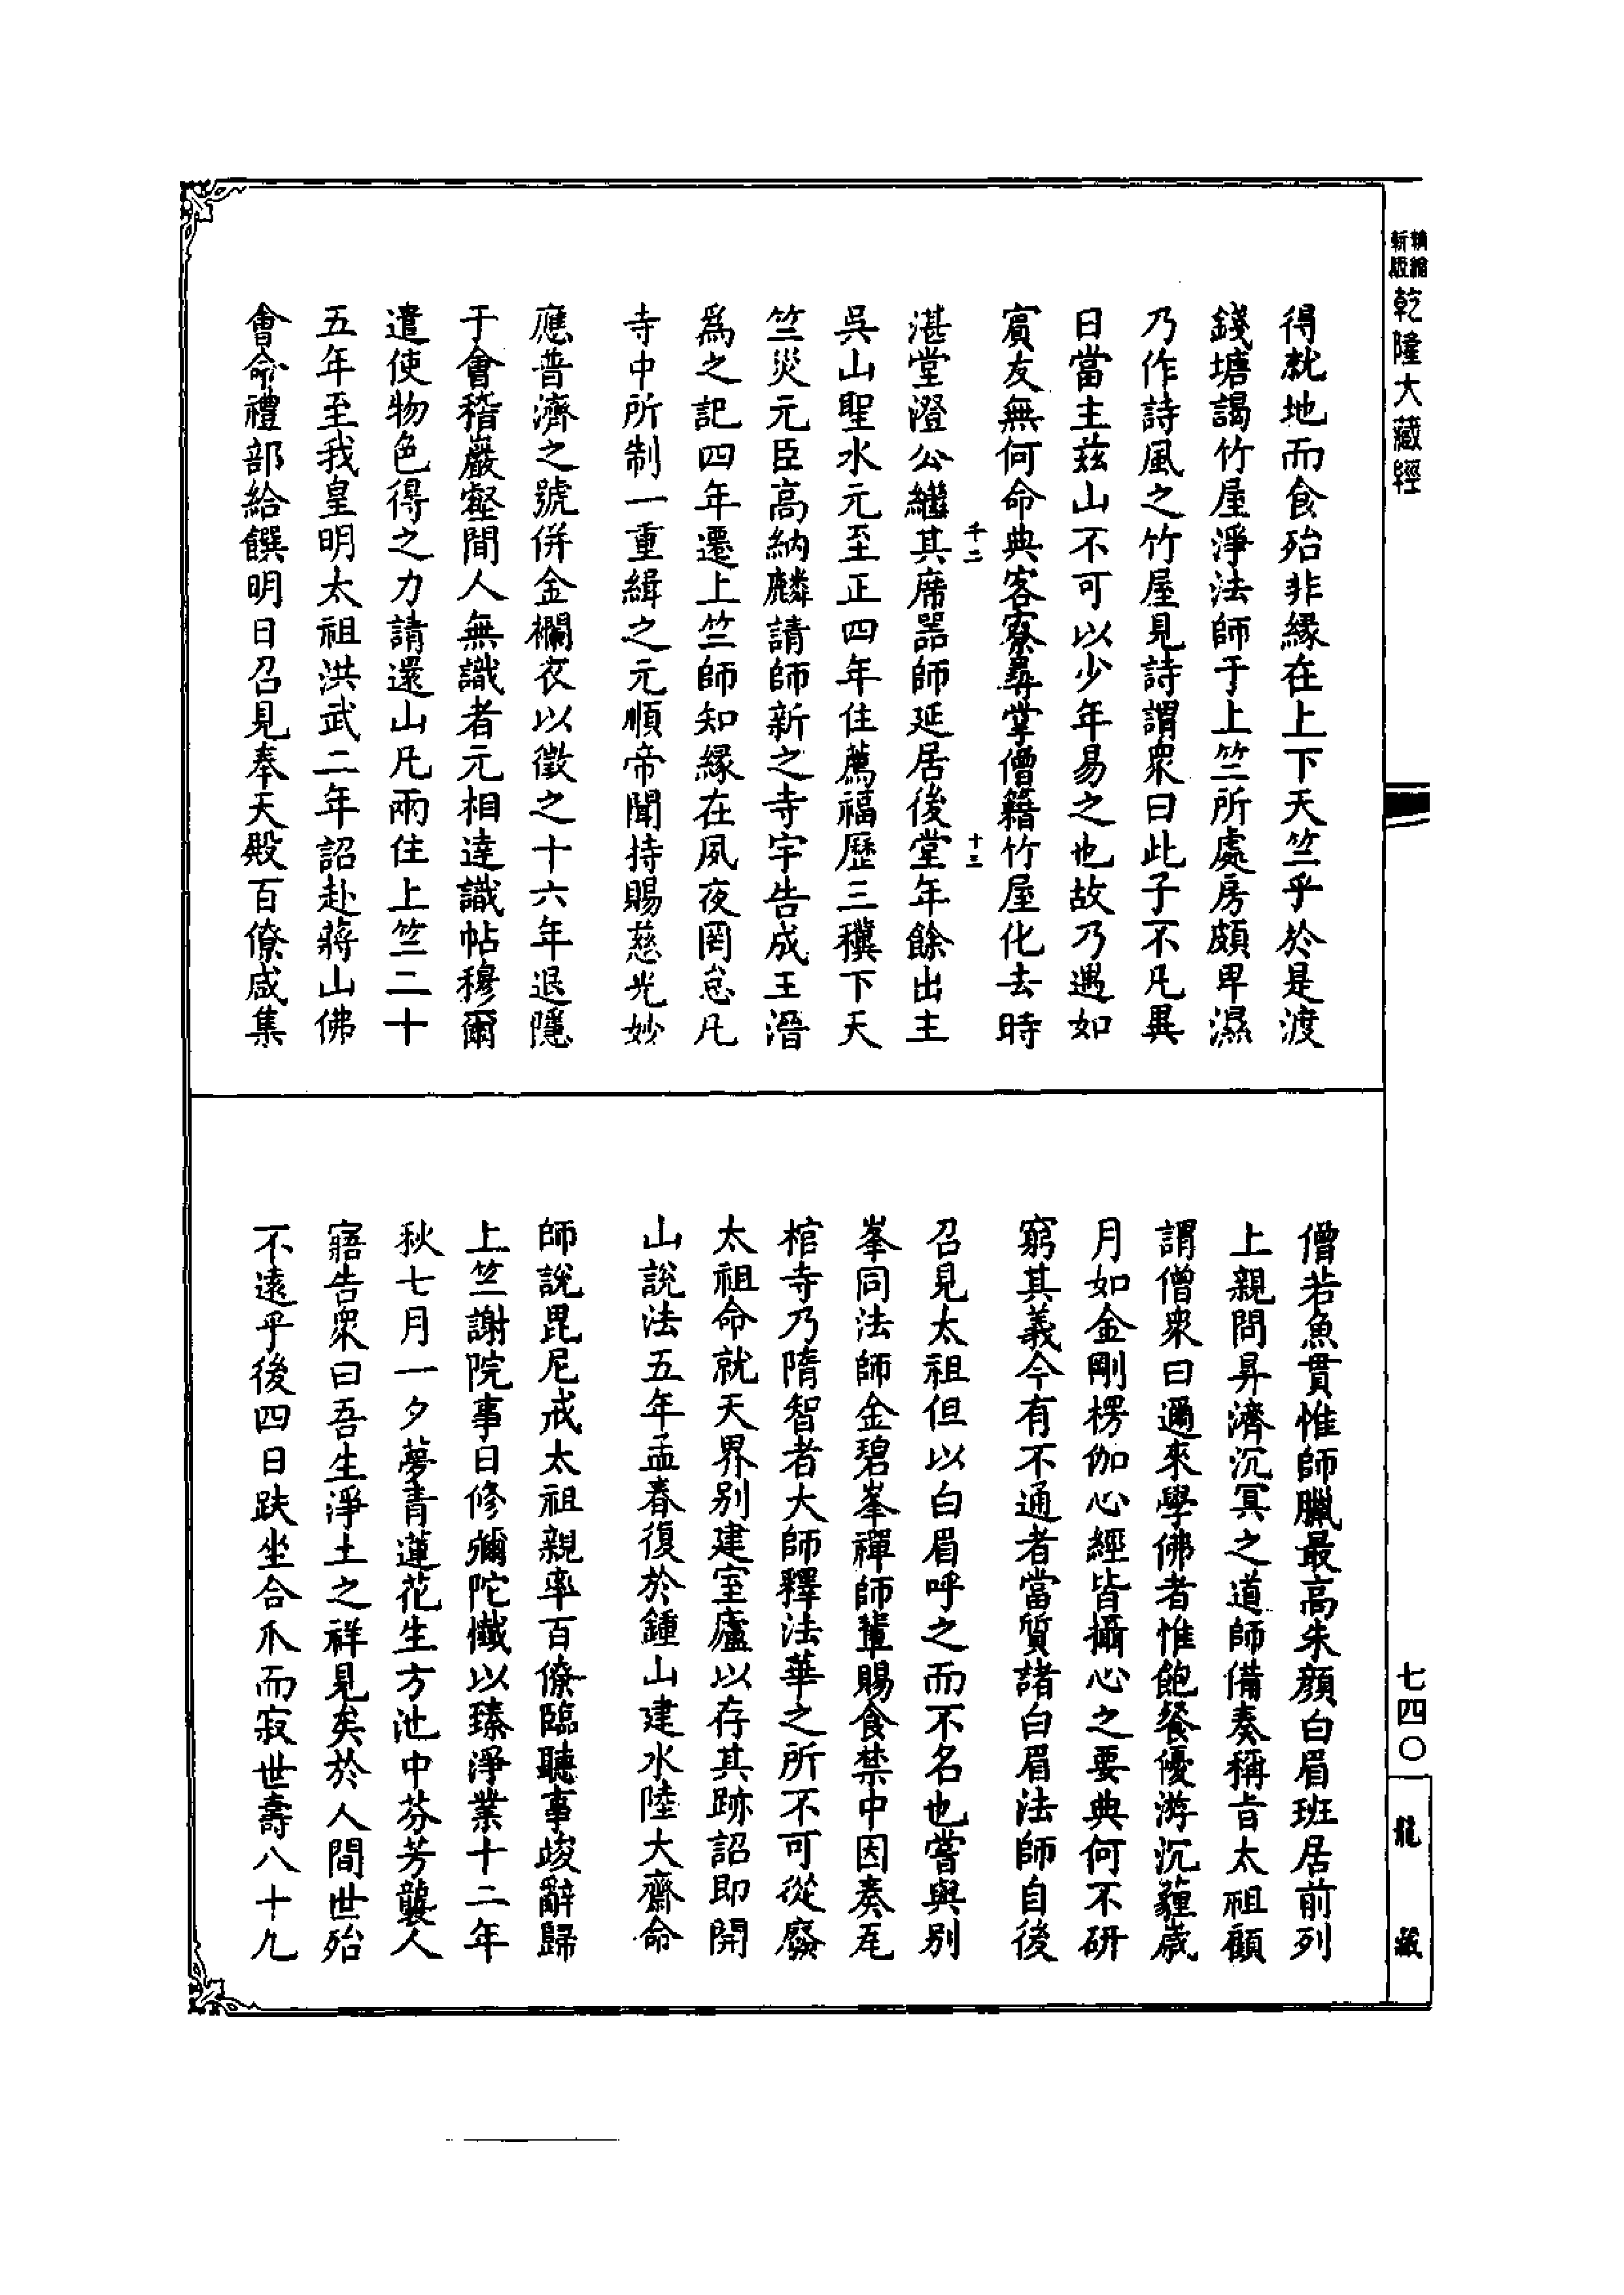 新版 精縮
乾隆大藏經
得就地而食殆非緣在上下天竺乎於是渡
錢塘謁竹屋淨法師于上竺所處房頗卑濕
乃作詩風之竹屋見詩謂衆曰此子不凡異
日當主茲山不可以少年易之也故乃遇如
賓友無何命典客寮尋掌僧籍竹屋化去時
千二
十三
湛堂澄公繼其席嚣師延居後堂年餘出主
吳山聖水元至正四年住薦福歷三穰下天
竺災元臣高納麟請師新之寺宇告成王溍
爲之記四年遷上竺師知緣在夙夜罔怠凡
寺中所制一重緝之元順帝聞持賜慈光妙
應普濟之號併金襴衣以徵之十六年退隱
于會稽巖壑間人無識者元相達識帖穆爾
遣使物色得之力請還山凡兩住上竺二十
五年至我皇明太祖洪武二年詔赴蔣山佛
會命禮部給饌明日召見奉天殿百僚咸集
僧若魚貫惟師臘最高朱顏白眉班居前列
上親問昇濟沉冥之道師備奏稱旨太祖顧
謂僧衆曰邇來學佛者惟飽餐優游沉薶歲
月如金剛楞伽心經皆攝心之要典何不研
窮其義今有不通者當質諸白眉法師自後
召見太祖但以白眉呼之而不名也嘗與別
峯同法師金碧峯禪師輩賜食禁中因奏瓦
棺寺乃隋智者大師釋法華之所不可從廢
太祖命就天界別建室廬以存其跡詔即開
山說法五年孟春復於鍾山建水陸大齋命
師說毘尼戒太祖親率百僚臨聽事竣辭歸
上竺謝院事日修彌陀懺以臻淨業十二年
秋七月一夕夢青蓮花生方池中芬芳襲人
寤告衆曰吾生淨土之祥見矣於人間世殆
不遠乎後四日趺坐合爪而寂世壽八十九
七四〇
龍藏